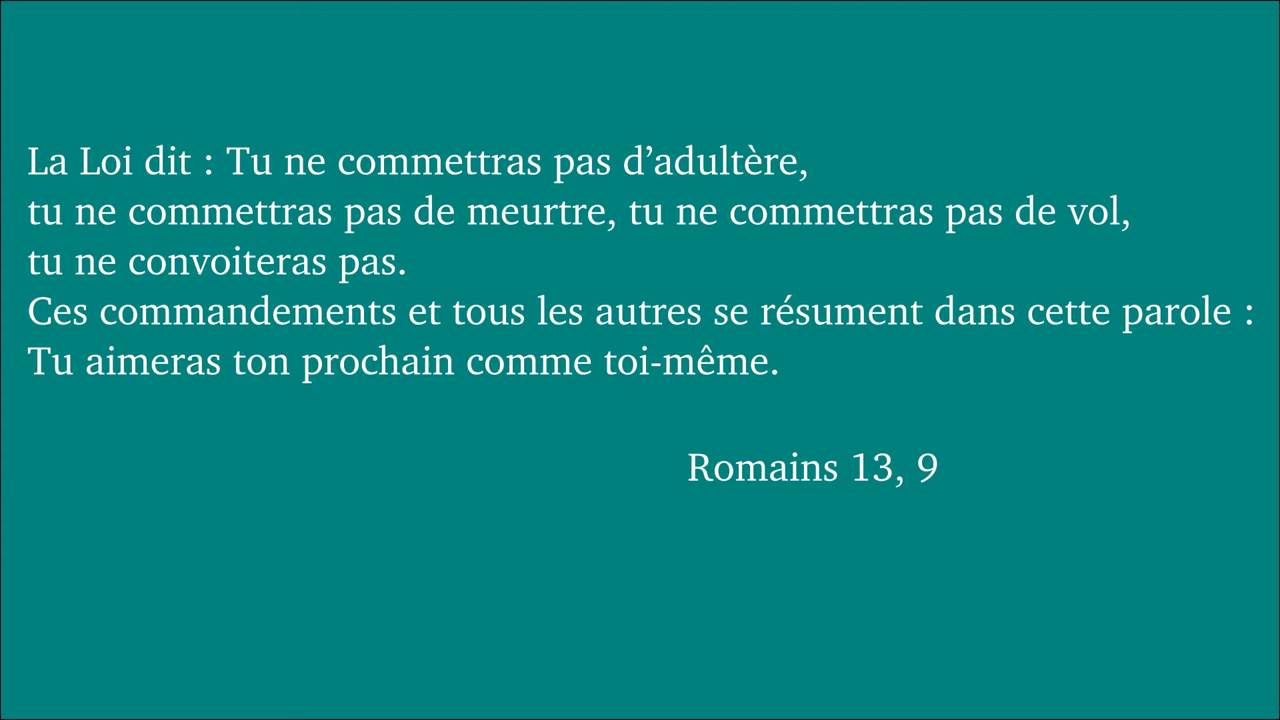 La Loi dit : Tu ne commettras pas d’adultère,
tu ne commettras pas de meurtre, tu ne commettras pas de vol,
tu ne convoiteras pas.
Ces commandements et tous les autres se résument dans cette parole :
Tu aimeras ton prochain comme toi-même.
Romains 13, 9